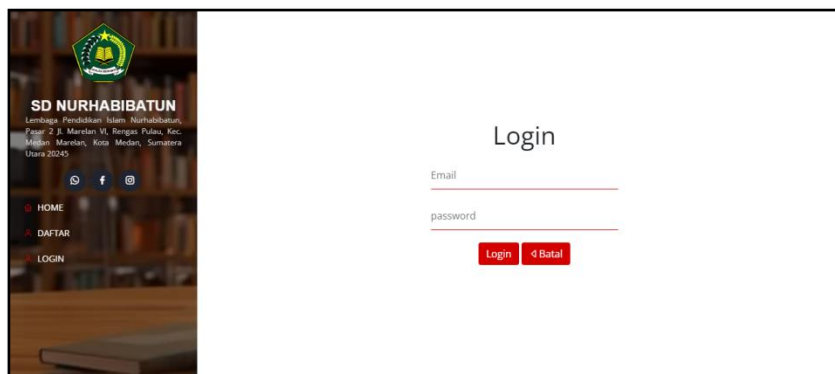 SD NURHABIBATUN
Lembaga Pendidikan Islam Nurhabibatun,
Pasar 2 Jl. Marelan VI, Rengas Pulau, Kec.
Medan Marelan, Kota Medan, Sumatera
Utara 20245
HOME
DAFTAR
LOGIN
Login
Email
password
Login
Batal